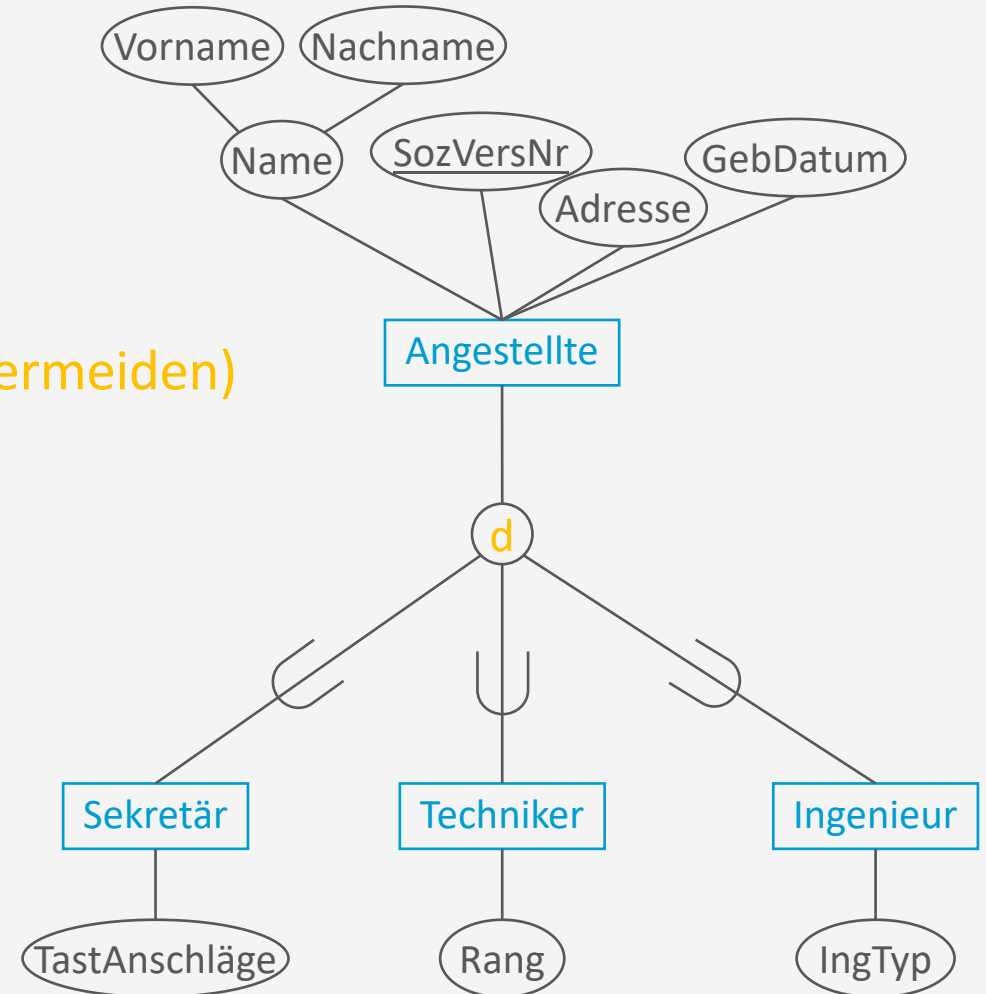 Vorname
Nachname
Name
SozVersNr
GebDatum
Adresse
Angestellte
ermeiden)
d
Sekretär
Techniker
Ingenieur
TastAnschläge
Rang
IngTyp